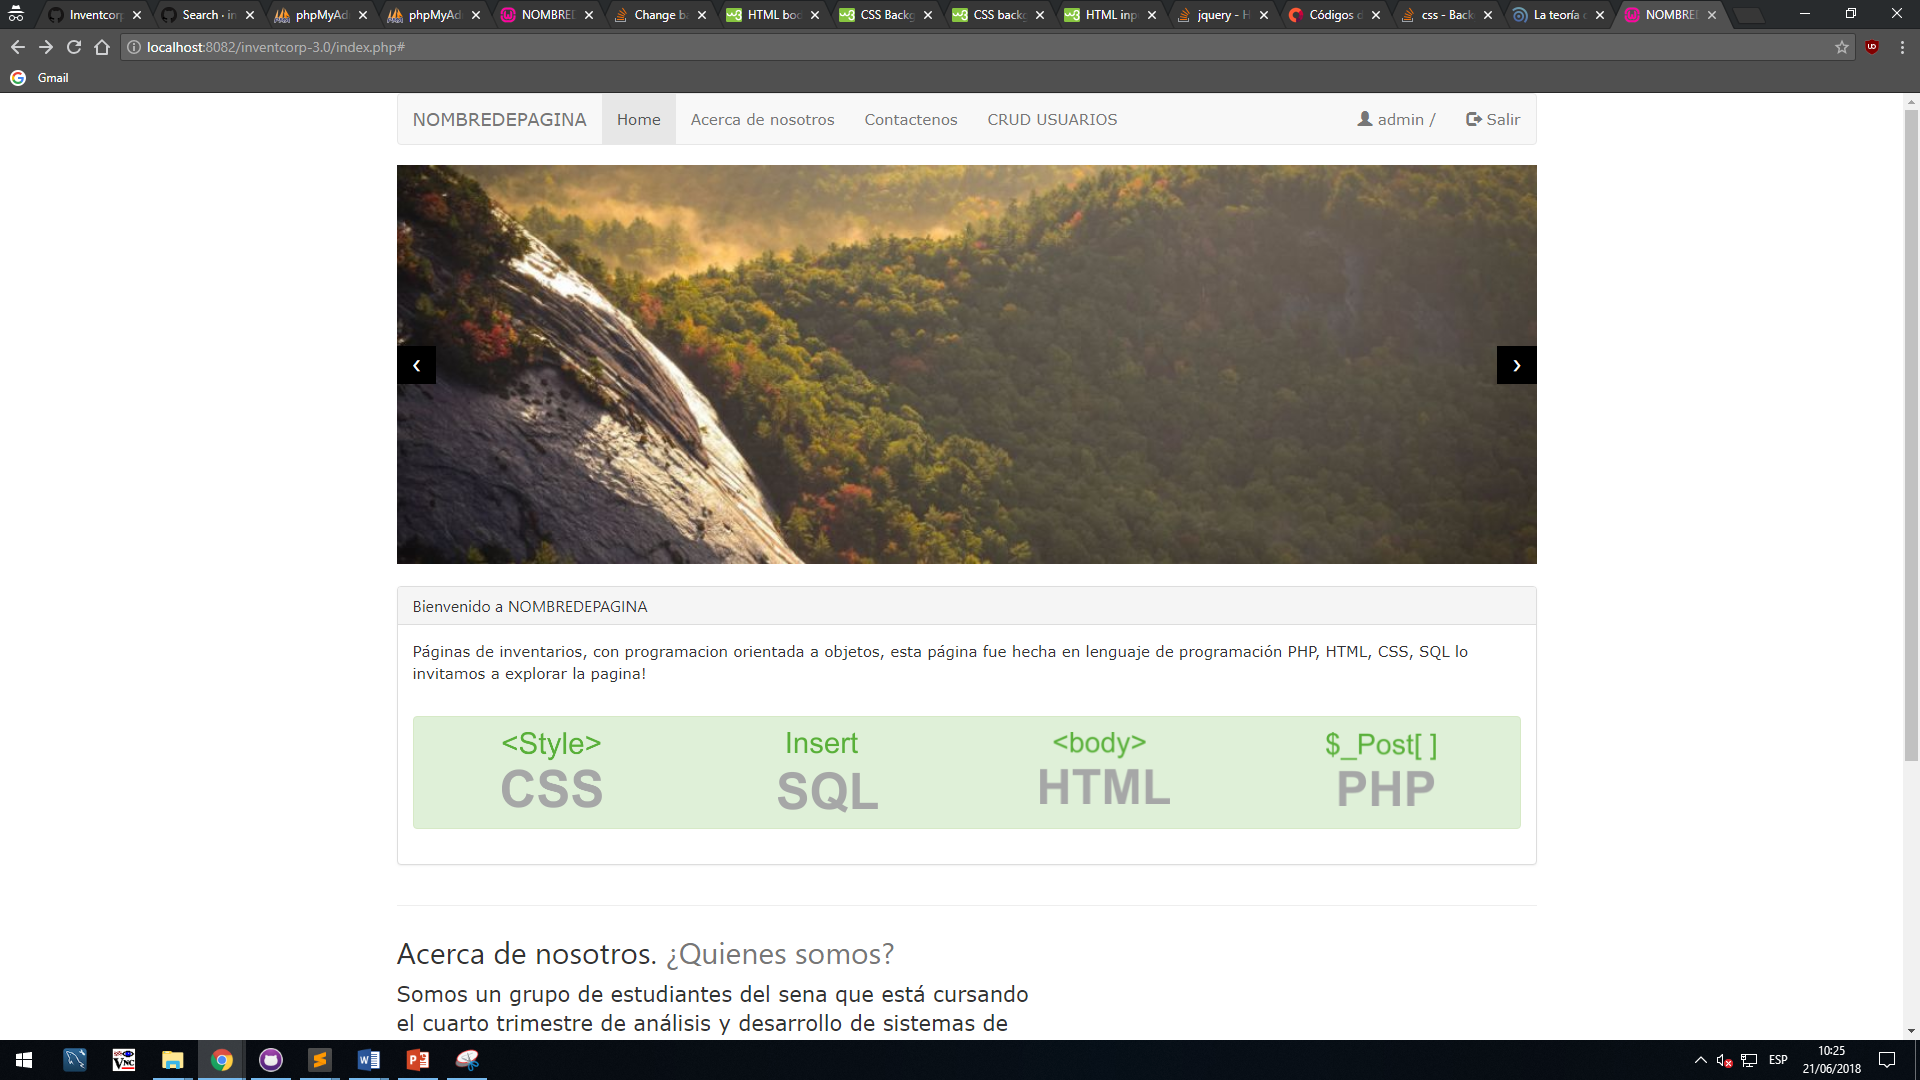 Inventcorp
Search · in
phpMyAd
phpMyAd
NOMBRED
Change b
HTML bod
CSS Backg
CSS backg
HTML inp
jquery - H
Códigos d
css - Back
La teoría
NOMBRED
localhost:8082/inventcorp-3.0/index.php#
Gmail
NOMBREDEPAGINA Home Acerca de nosotros Contactenos CRUD USUARIOS admin / Salir
‹ ›
Bienvenido a NOMBREDEPAGINA
Páginas de inventarios, con programacion orientada a objetos, esta página fue hecha en lenguaje de programación PHP, HTML, CSS, SQL lo
invitamos a explorar la pagina!
<Style> Insert <body> $_Post[ ]
CSS SQL HTML PHP
Acerca de nosotros. ¿Quienes somos?
Somos un grupo de estudiantes del sena que está cursando
el cuarto trimestre de análisis y desarrollo de sistemas de
ESP
10:25
21/06/2018